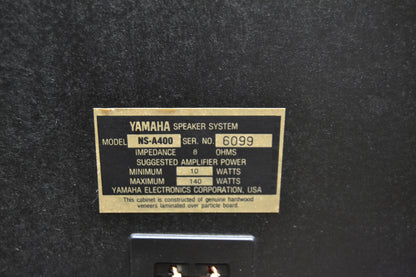 YAMAHA SPEAKER SYSTEM
MODEL NS-A400 SER. NO. 6099
IMPEDANCE 8 OHMS
SUGGESTED AMPLIFIER POWER
MINIMUM 10 WATTS
MAXIMUM 140 WATTS
YAMAHA ELECTRONICS CORPORATION, USA
This cabinet is constructed of genuine hardwood
veneers laminated over particle board.